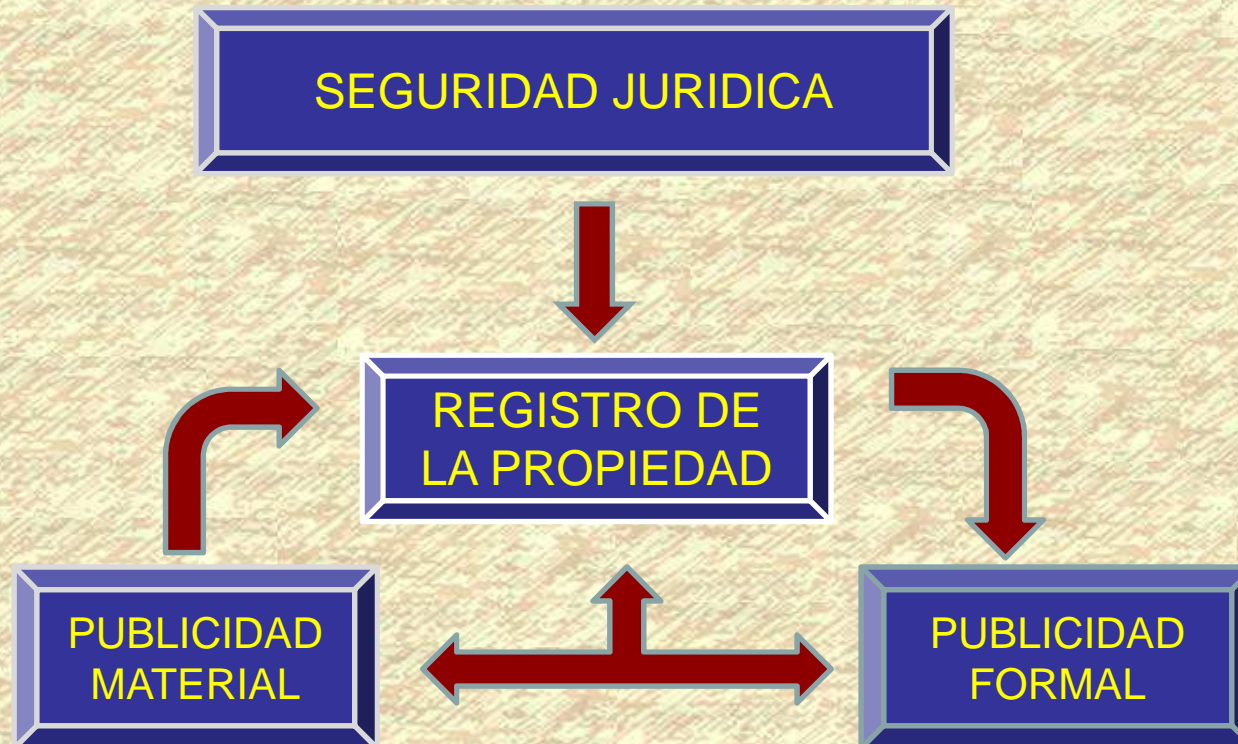 SEGURIDAD JURIDICA
REGISTRO DE
LA PROPIEDAD
PUBLICIDAD
MATERIAL
PUBLICIDAD
FORMAL